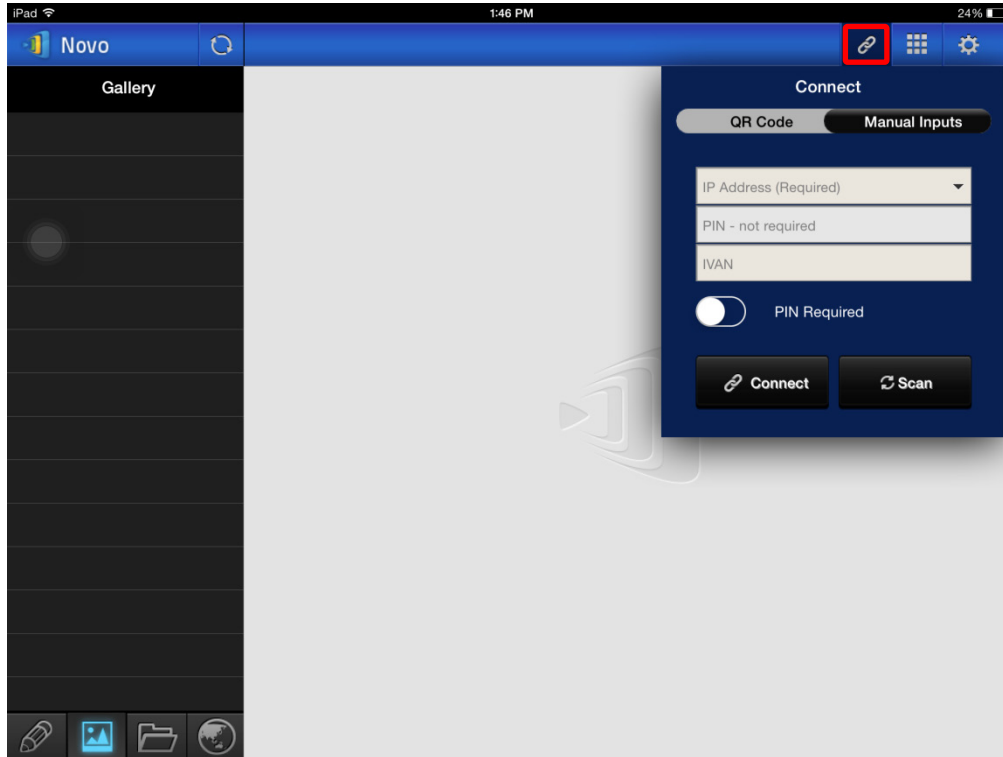 iPad 1:46 PM 24%
Novo
Gallery
Connect
QR Code Manual Inputs
IP Address (Required)
PIN - not required
IVAN
PIN Required
Connect Scan